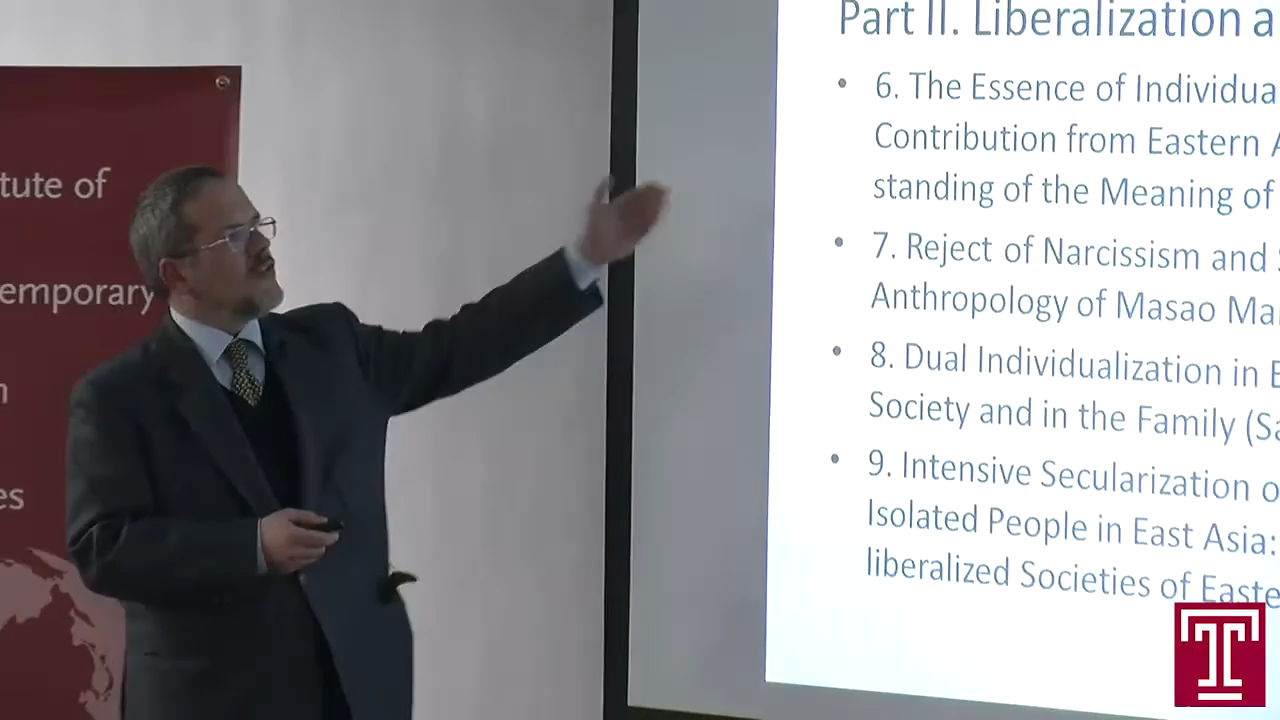 tute of
temporary
n
es
Part II. Liberalization a
• 6. The Essence of Individua
Contribution from Eastern A
standing of the Meaning of
• 7. Reject of Narcissism and S
Anthropology of Masao Ma
• 8. Dual Individualization in E
Society and in the Family (Sa
• 9. Intensive Secularization o
Isolated People in East Asia:
liberalized Societies of Easte
T